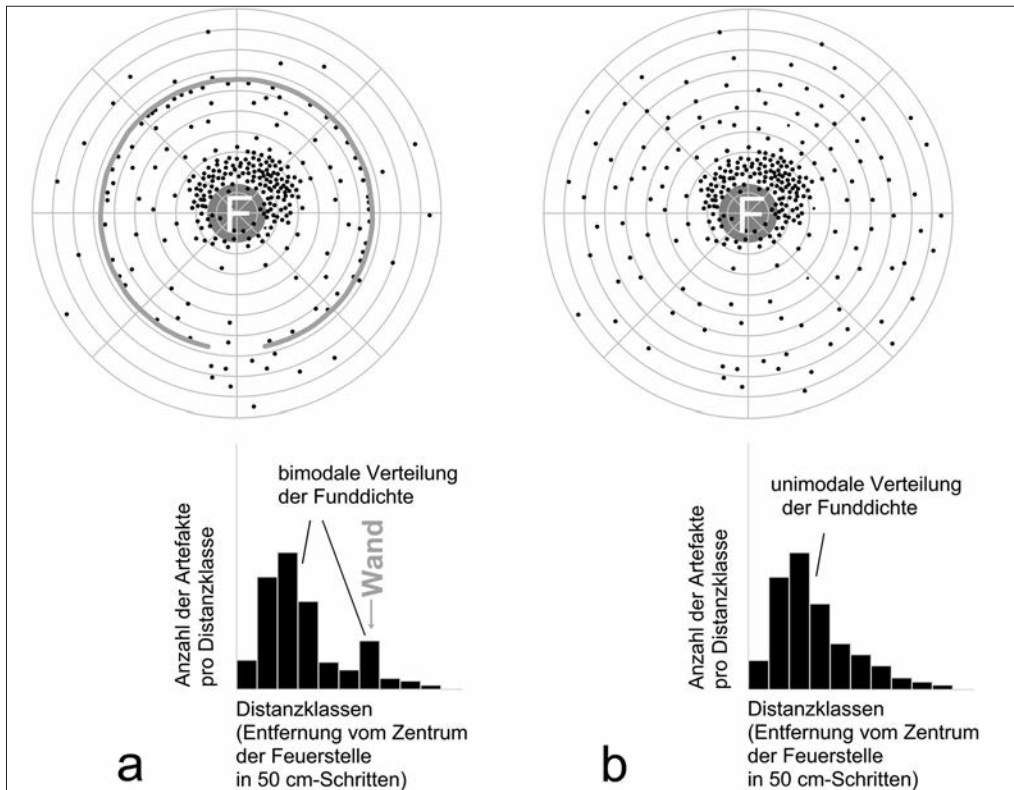 F
F
bimodale Verteilung
der Funddichte
Wand
Anzahl der Artefakte
pro Distanzklasse
Distanzklassen
(Entfernung vom Zentrum
der Feuerstelle
in 50 cm-Schritten)
a
unimodale Verteilung
der Funddichte
Anzahl der Artefakte
pro Distanzklasse
Distanzklassen
(Entfernung vom Zentrum
der Feuerstelle
in 50 cm-Schritten)
b